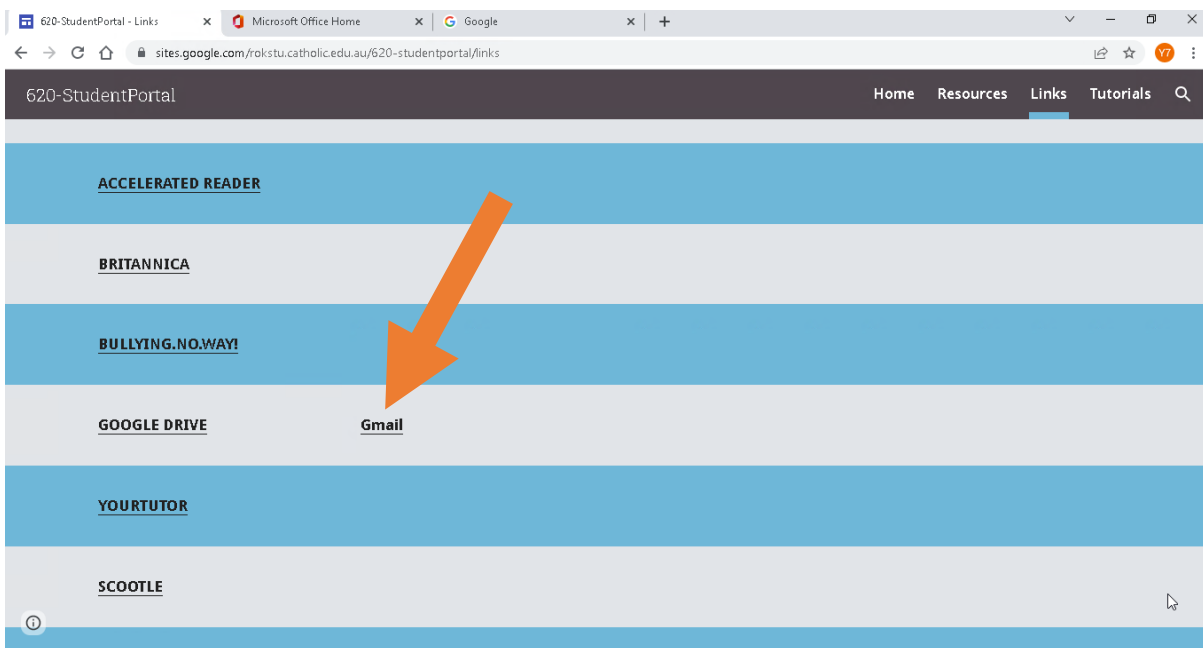 620-StudentPortal - Links
Microsoft Office Home
Google
sites.google.com/rokstu.catholic.edu.au/620-studentportal/links
Y7
620-StudentPortal
Home Resources Links Tutorials
ACCELERATED READER
BRITANNICA
BULLYING.NO.WAY!
GOOGLE DRIVE Gmail
YOURTUTOR
SCOOTLE